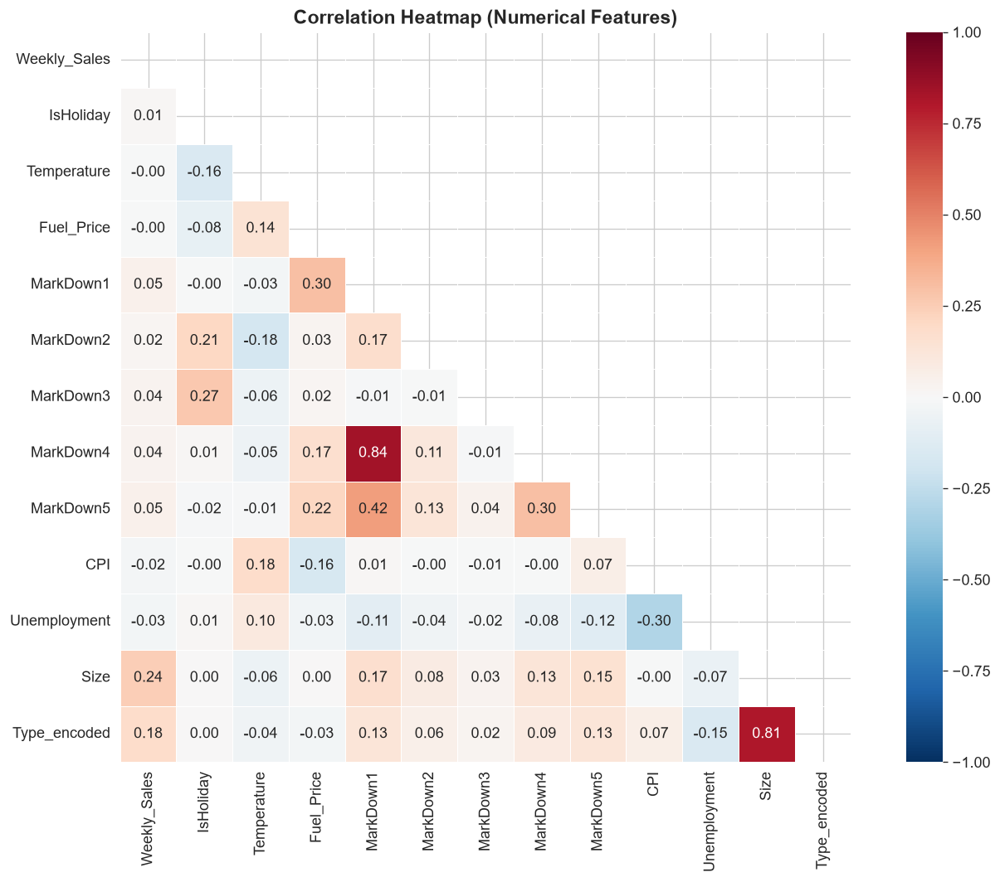 Correlation Heatmap (Numerical Features)
Weekly_Sales
IsHoliday 0.01
Temperature -0.00 -0.16
Fuel_Price -0.00 -0.08 0.14
MarkDown1 0.05 -0.00 -0.03 0.30
MarkDown2 0.02 0.21 -0.18 0.03 0.17
MarkDown3 0.04 0.27 -0.06 0.02 -0.01 -0.01
MarkDown4 0.04 0.01 -0.05 0.17 0.84 0.11 -0.01
MarkDown5 0.05 -0.02 -0.01 0.22 0.42 0.13 0.04 0.30
CPI -0.02 -0.00 0.18 -0.16 0.01 -0.00 -0.01 -0.00 0.07
Unemployment -0.03 0.01 0.10 -0.03 -0.11 -0.04 -0.02 -0.08 -0.12 -0.30
Size 0.24 0.00 -0.06 0.00 0.17 0.08 0.03 0.13 0.15 -0.00 -0.07
Type_encoded 0.18 0.00 -0.04 -0.03 0.13 0.06 0.02 0.09 0.13 0.07 -0.15 0.81
Weekly_Sales IsHoliday Temperature Fuel_Price MarkDown1 MarkDown2 MarkDown3 MarkDown4 MarkDown5 CPI Unemployment Size Type_encoded
1.00
0.75
0.50
0.25
0.00
−0.25
−0.50
−0.75
−1.00